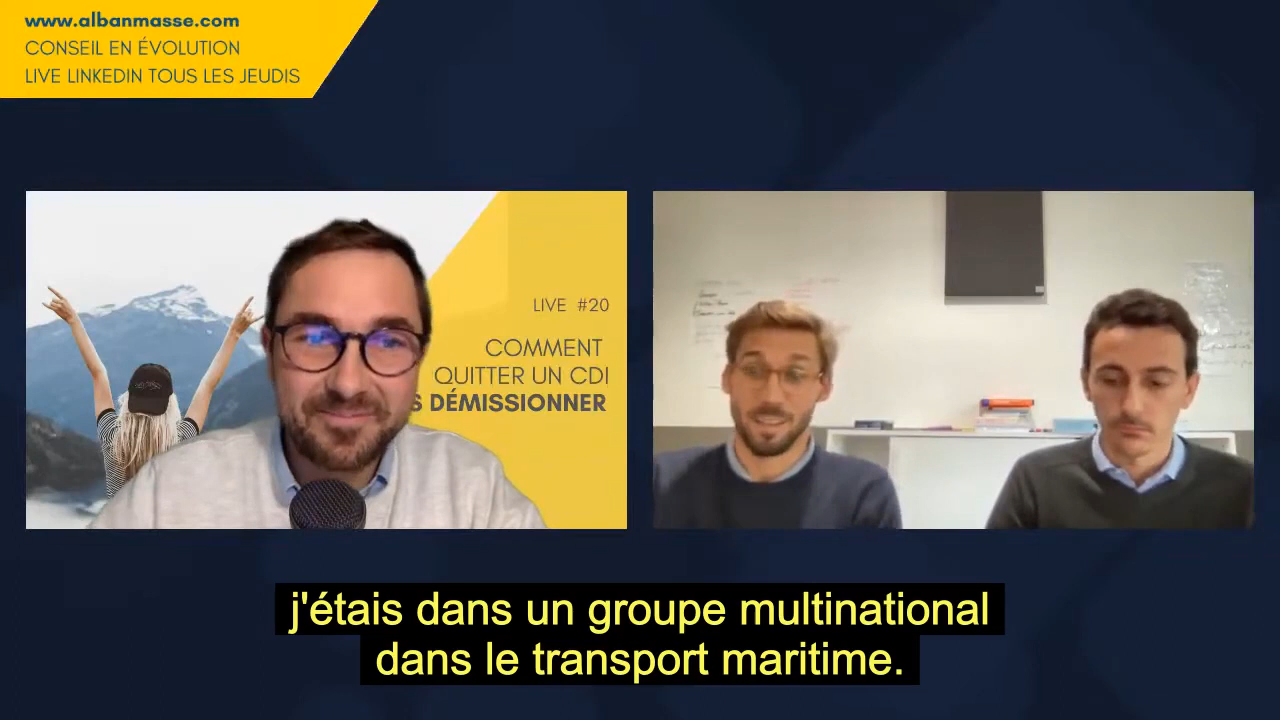 www.albanmasse.com
CONSEIL EN ÉVOLUTION
LIVE LINKEDIN TOUS LES JEUDIS
LIVE #20
COMMENT
QUITTER UN CDI
S DÉMISSIONNER
j'étais dans un groupe multinational
dans le transport maritime.